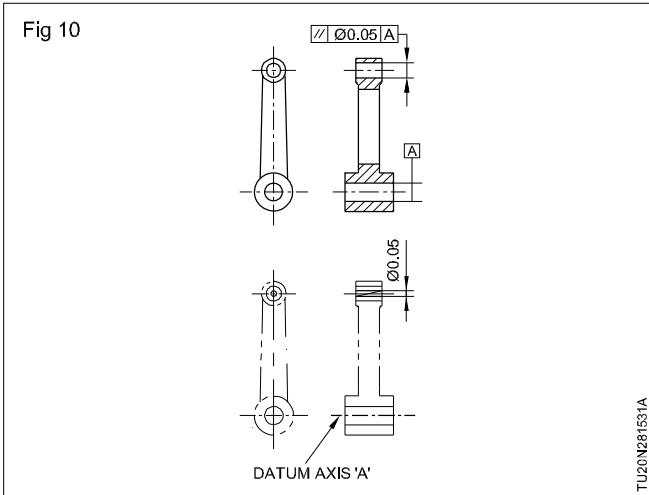 Fig 10
// Ø0.05 A
A
Ø0.05
DATUM AXIS 'A'
TU20N281531A